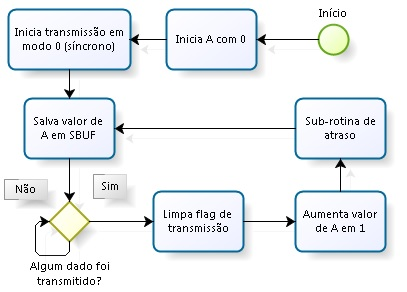 Início
Inicia A com 0
Inicia transmissão em
modo 0 (síncrono)
Salva valor de
A em SBUF
Sub-rotina de
atraso
Não
Sim
Limpa flag de
transmissão
Aumenta valor
de A em 1
Algum dado foi
transmitido?